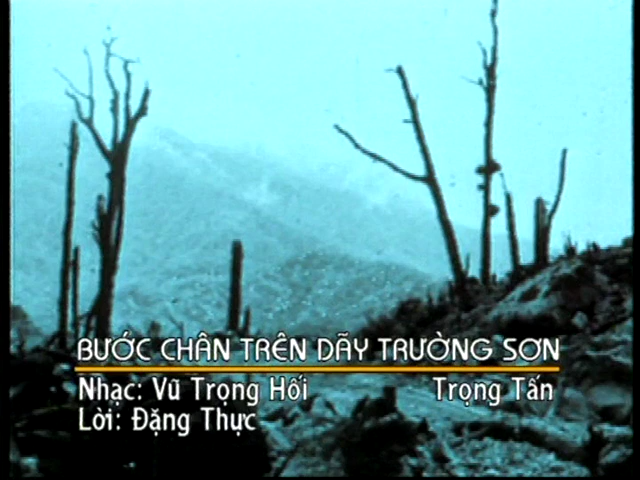 BƯỚC CHÂN TRÊN DÃY TRƯỜNG SƠN
Nhạc: Vũ Trọng Hối Trọng Tấn
Lời: Đặng Thực